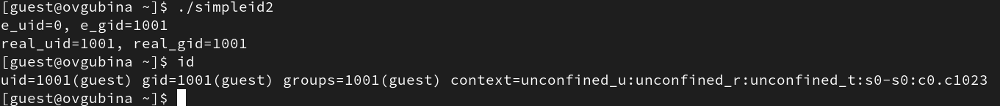 [guest@ovgubina ~]$ ./simpleid2
e_uid=0, e_gid=1001
real_uid=1001, real_gid=1001
[guest@ovgubina ~]$ id
uid=1001(guest) gid=1001(guest) groups=1001(guest) context=unconfined_u:unconfined_r:unconfined_t:s0-s0:c0.c1023
[guest@ovgubina ~]$